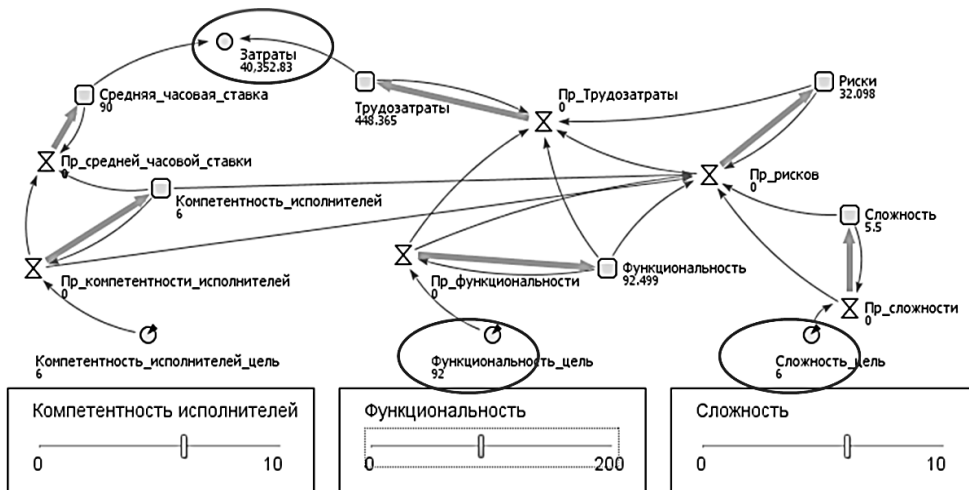 Затраты
40,352.83
Средняя_часовая_ставка
90
Трудозатраты
448.365
Пр_Трудозатраты
0
Риски
32.098
Пр_средней_часовой_ставки
0
Компетентность_исполнителей
6
Пр_рисков
0
Сложность
5.5
Пр_компетентности_исполнителей
0
Пр_функциональности
0
Функциональность
92.499
Пр_сложности
0
Компетентность_исполнителей_цель
6
Функциональность_цель
92
Сложность_цель
6
Компетентность исполнителей
0 10
Функциональность
0 200
Сложность
0 10